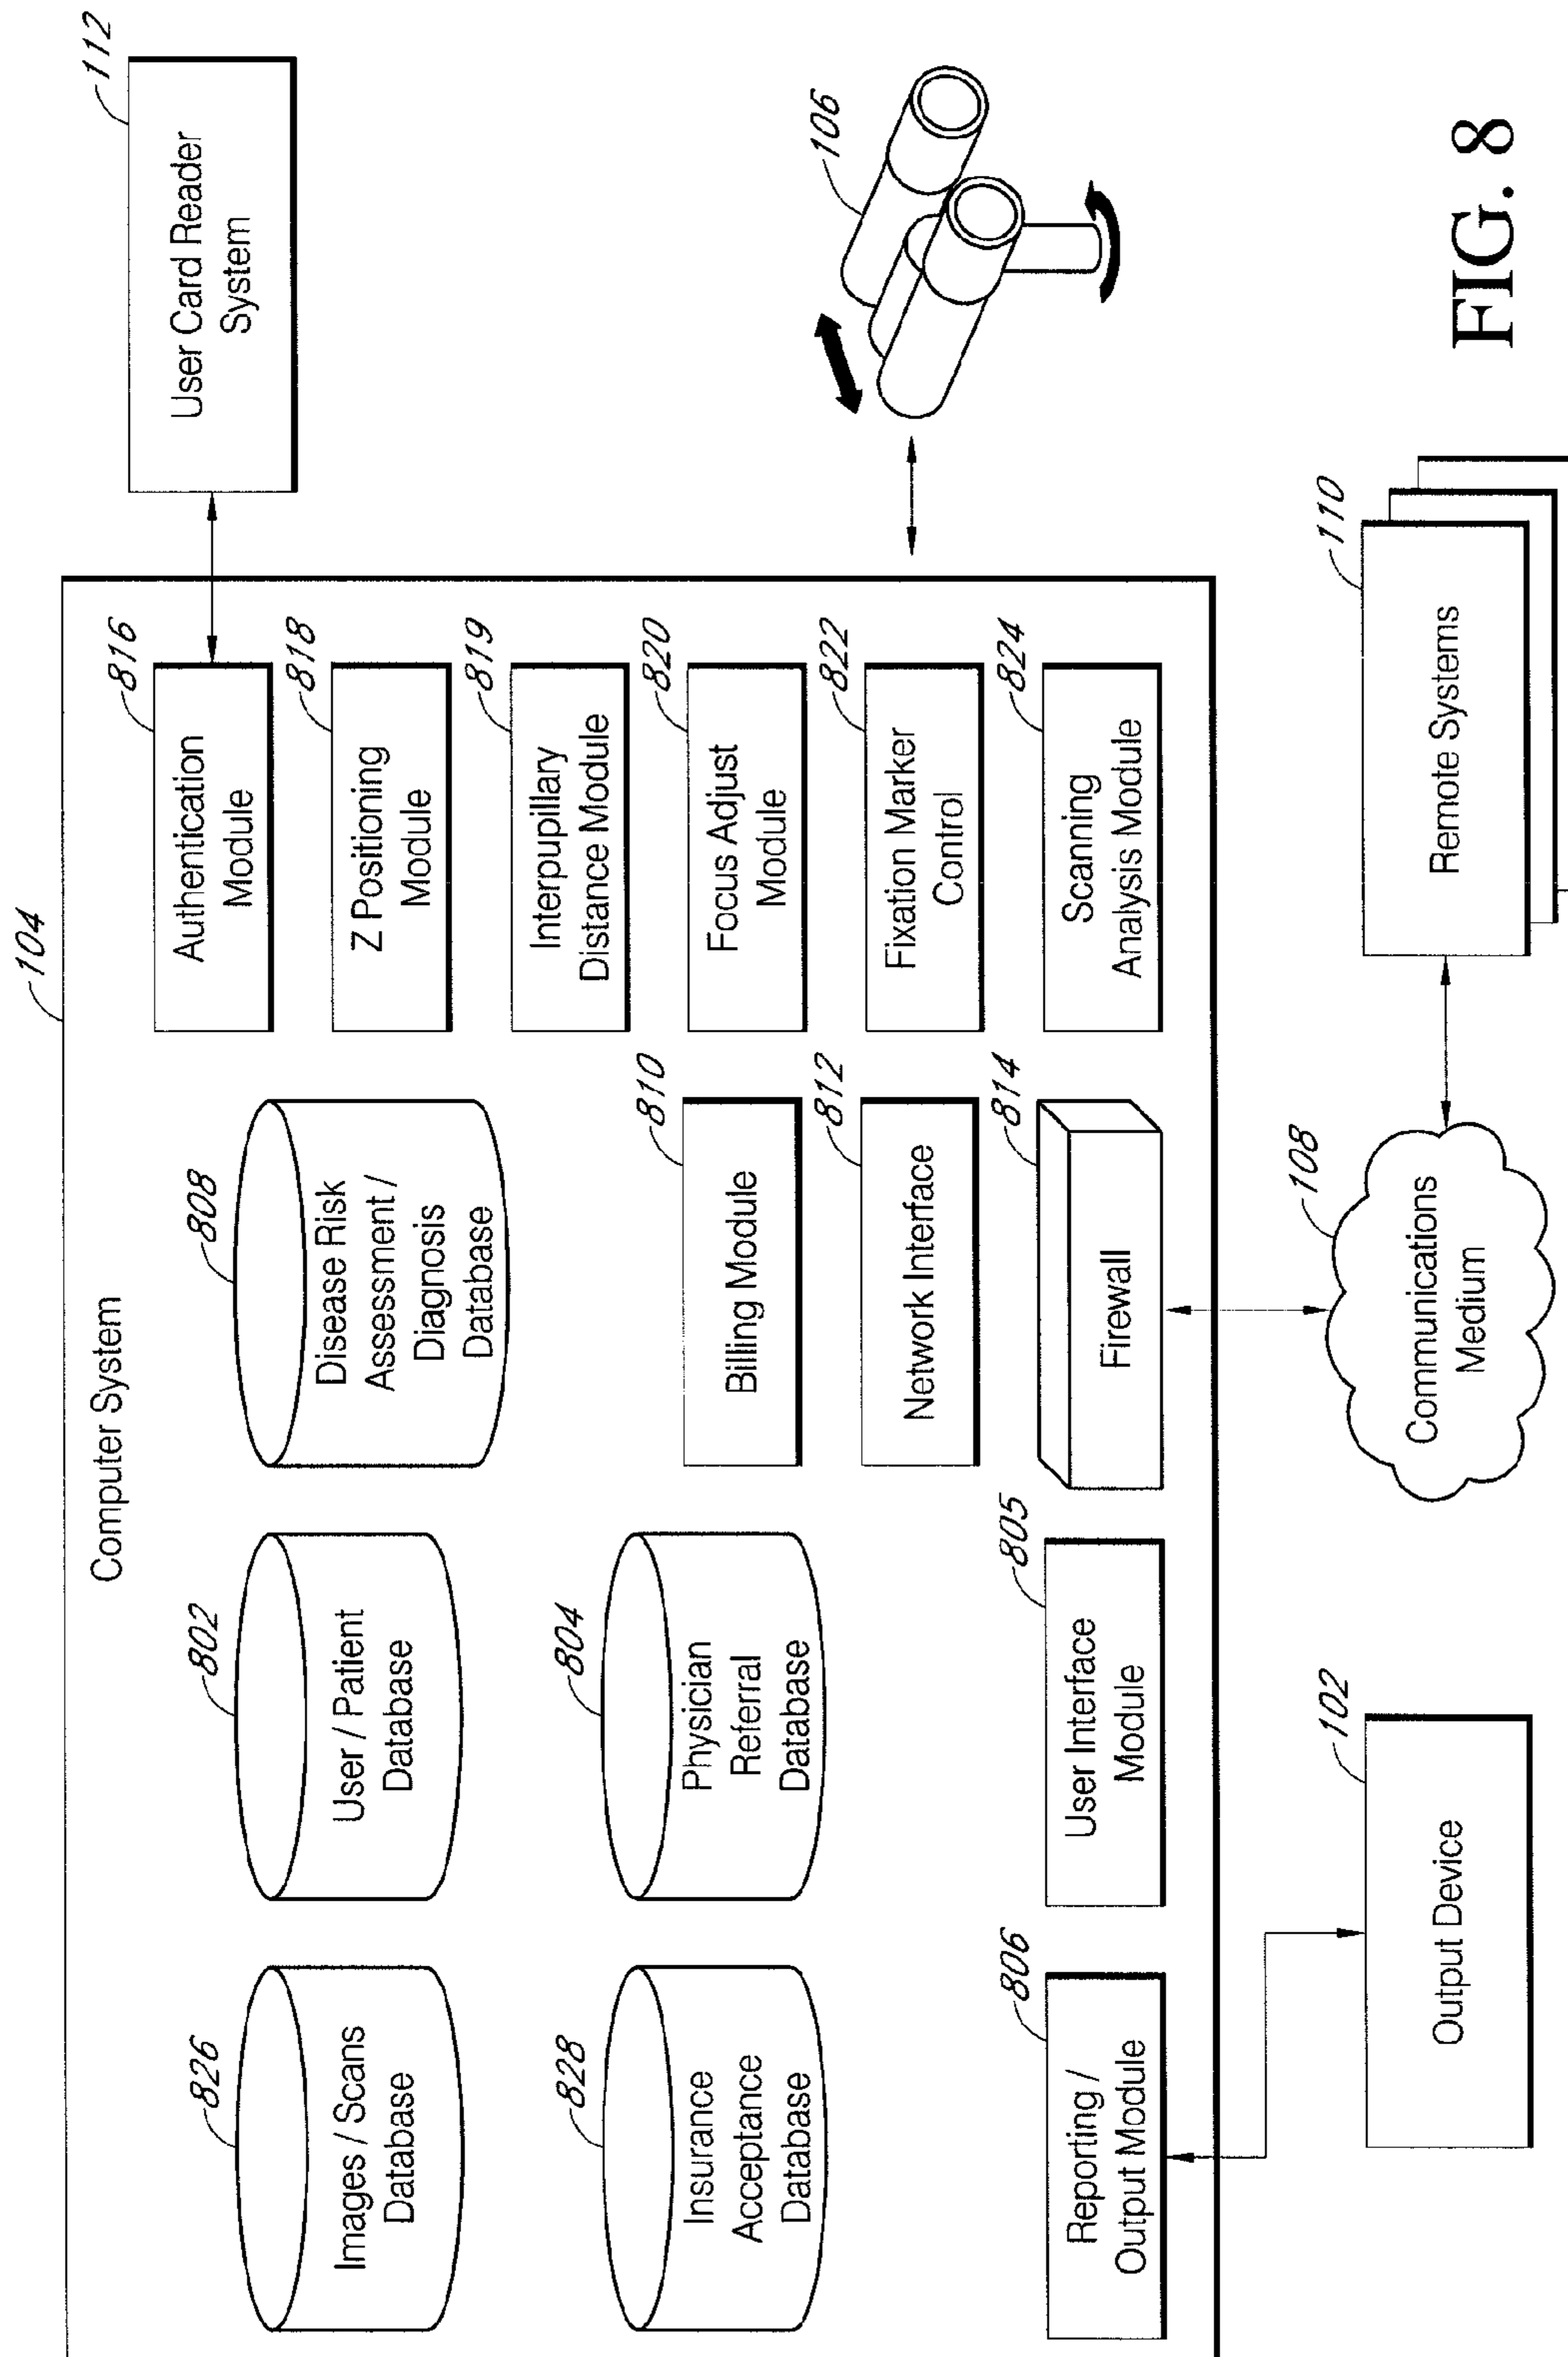 104
Computer System
826
Images / Scans
Database
802
User / Patient
Database
808
Disease Risk
Assessment /
Diagnosis
Database
816
Authentication
Module
112
User Card Reader
System
818
Z Positioning
Module
828
Insurance
Acceptance
Database
804
Physician
Referral
Database
819
Interpupillary
Distance Module
810
Billing Module
820
Focus Adjust
Module
106
812
Network Interface
822
Fixation Marker
Control
806
Reporting /
Output Module
805
User Interface
Module
814
Firewall
824
Scanning
Analysis Module
102
Output Device
108
Communications
Medium
110
Remote Systems
FIG. 8